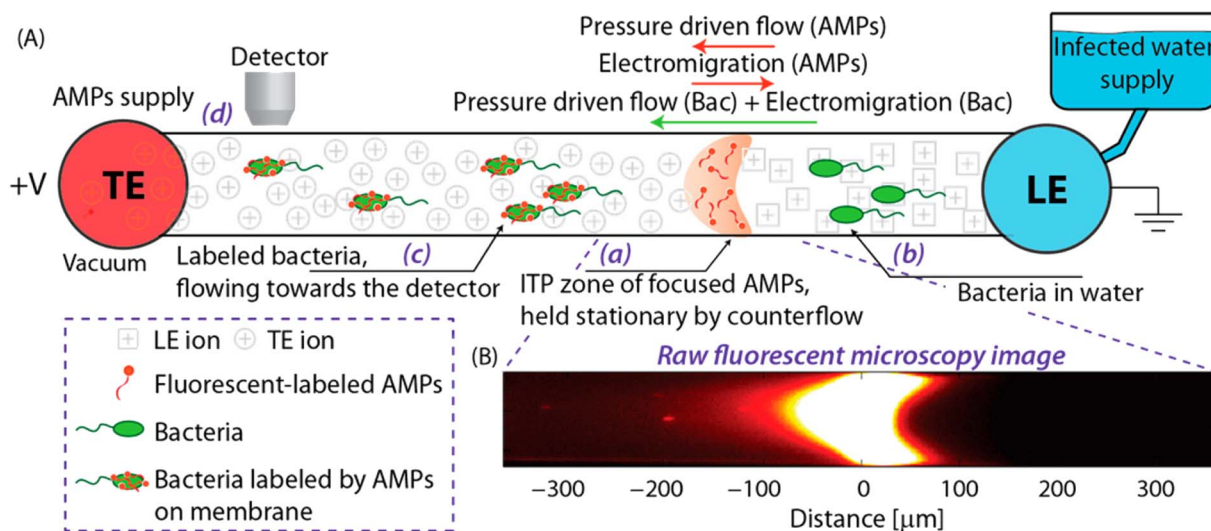 (A)
Pressure driven flow (AMPs)
Electromigration (AMPs)
Pressure driven flow (Bac) + Electromigration (Bac)
Infected water
supply
Detector
AMPs supply
(d)
+V
TE
LE
Vacuum
Labeled bacteria,
flowing towards the detector
(c)
(a)
ITP zone of focused AMPs,
held stationary by counterflow
(b)
Bacteria in water
LE ion
TE ion
Fluorescent-labeled AMPs
Bacteria
Bacteria labeled by AMPs
on membrane
(B)
Raw fluorescent microscopy image
−300 −200 −100 0 100 200 300
Distance [μm]